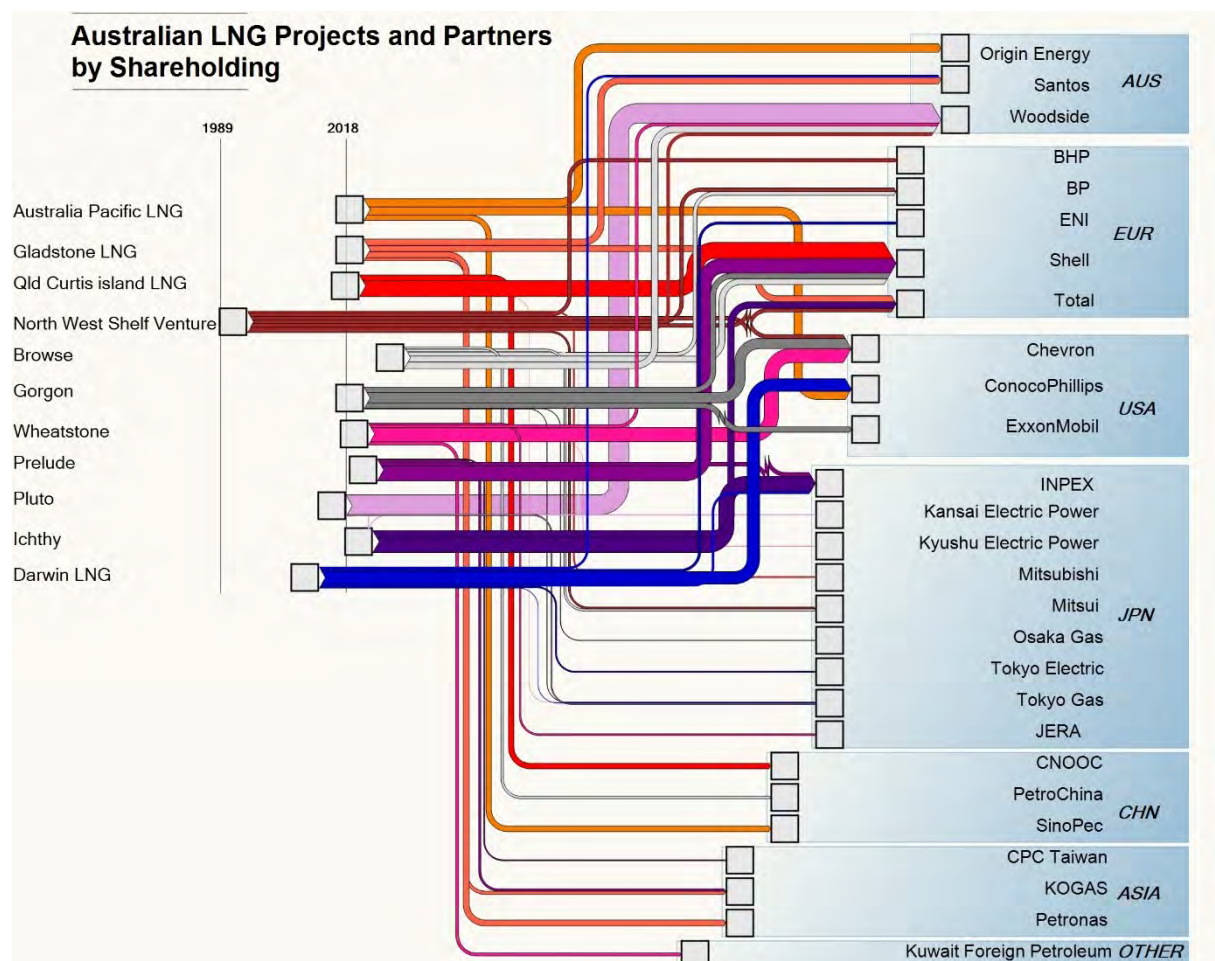 Australian LNG Projects and Partners
by Shareholding
1989
2018
Australia Pacific LNG
Gladstone LNG
Qld Curtis island LNG
North West Shelf Venture
Browse
Gorgon
Wheatstone
Prelude
Pluto
Ichthy
Darwin LNG
Origin Energy
Santos
Woodside
AUS
BHP
BP
ENI
Shell
Total
EUR
Chevron
ConocoPhillips
ExxonMobil
USA
INPEX
Kansai Electric Power
Kyushu Electric Power
Mitsubishi
Mitsui
Osaka Gas
Tokyo Electric
Tokyo Gas
JERA
JPN
CNOOC
PetroChina
SinoPec
CHN
CPC Taiwan
KOGAS
Petronas
ASIA
Kuwait Foreign Petroleum OTHER